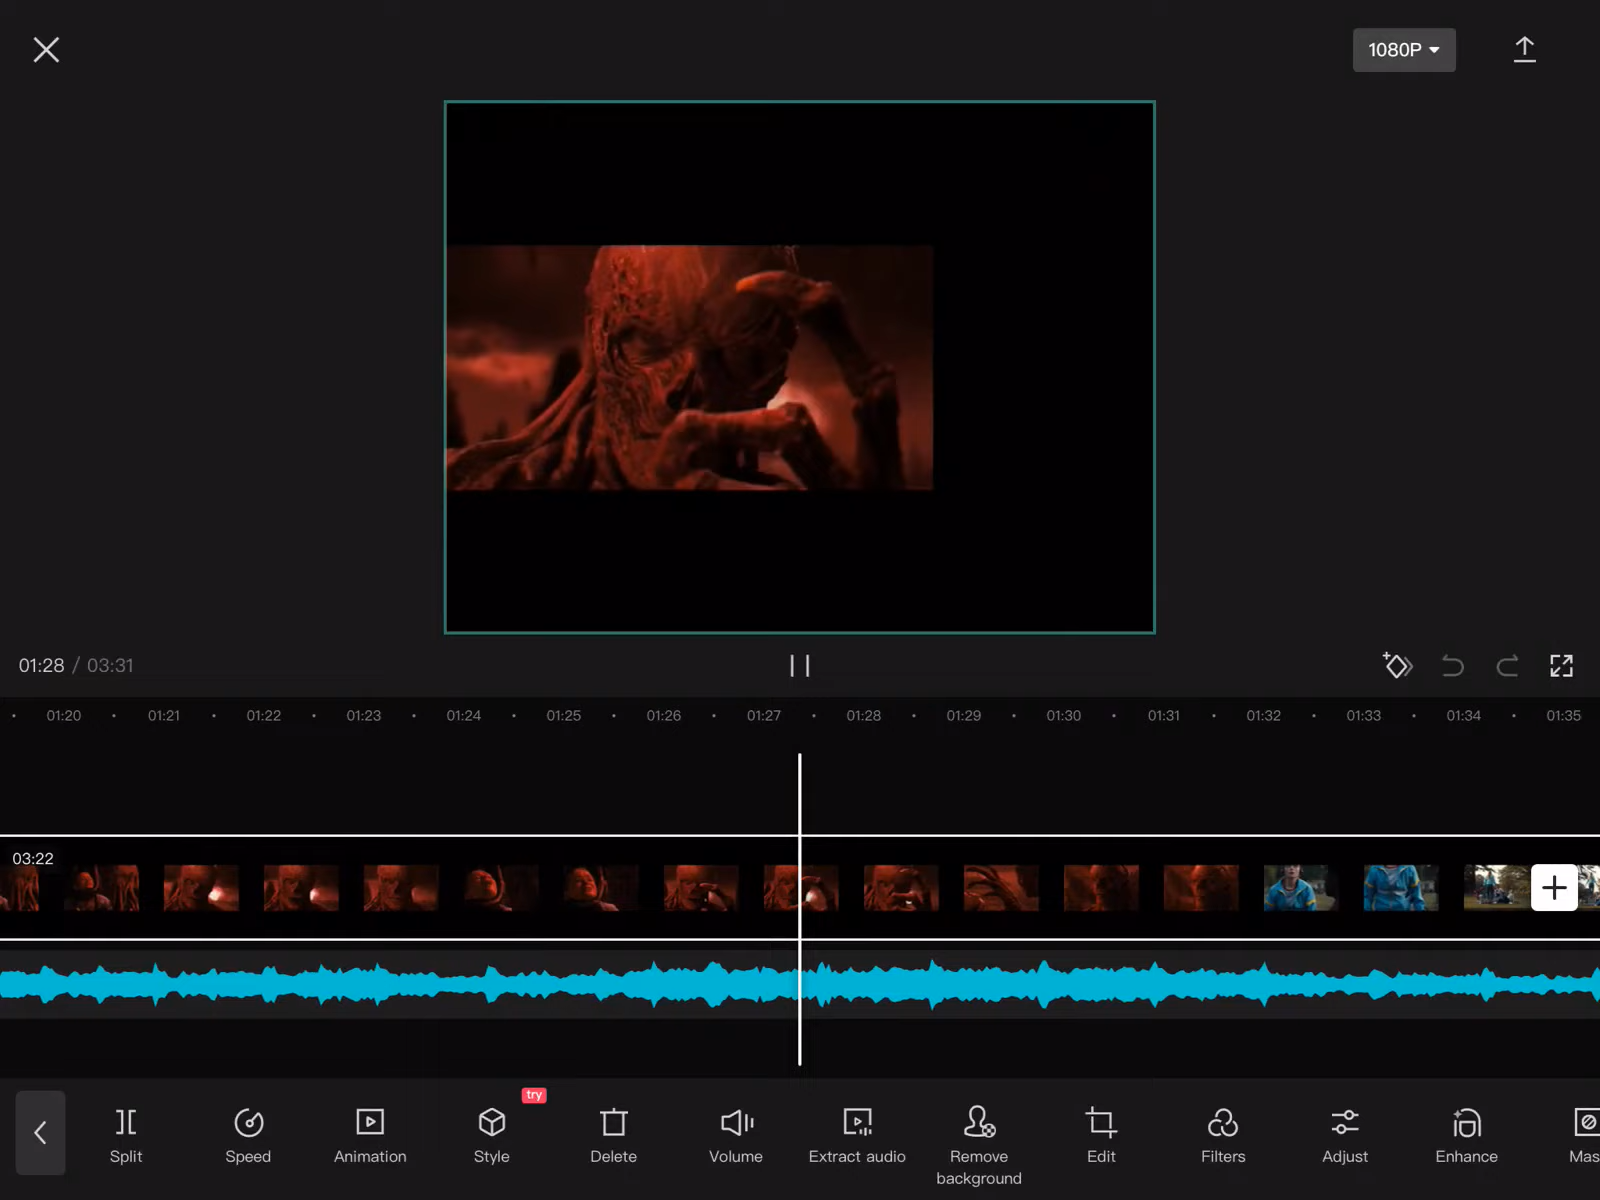 1080P
01:28 / 03:31
01:20 01:21 01:22 01:23 01:24 01:25 01:26 01:27 01:28 01:29 01:30 01:31 01:32 01:33 01:34 01:35
03:22
try
Split Speed Animation Style Delete Volume Extract audio Remove background Edit Filters Adjust Enhance Mas